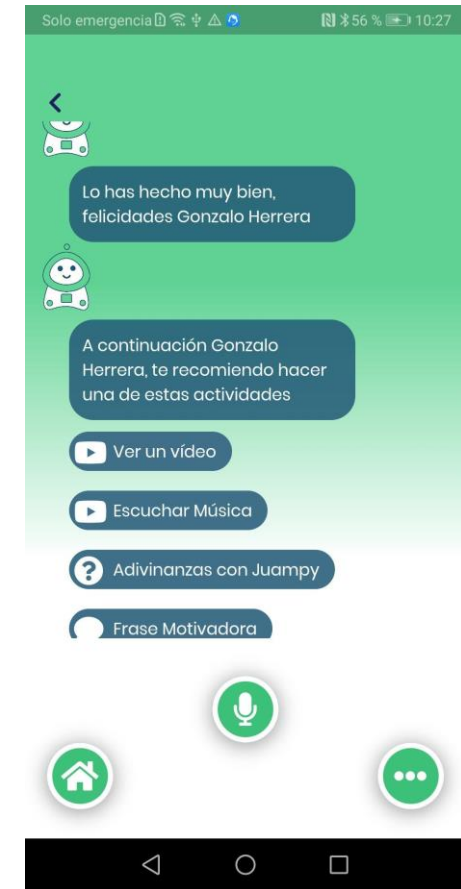 Solo emergencia 56 % 10:27
Lo has hecho muy bien,
felicidades Gonzalo Herrera
A continuación Gonzalo
Herrera, te recomiendo hacer
una de estas actividades
Ver un vídeo
Escuchar Música
? Adivinanzas con Juampy
Frase Motivadora